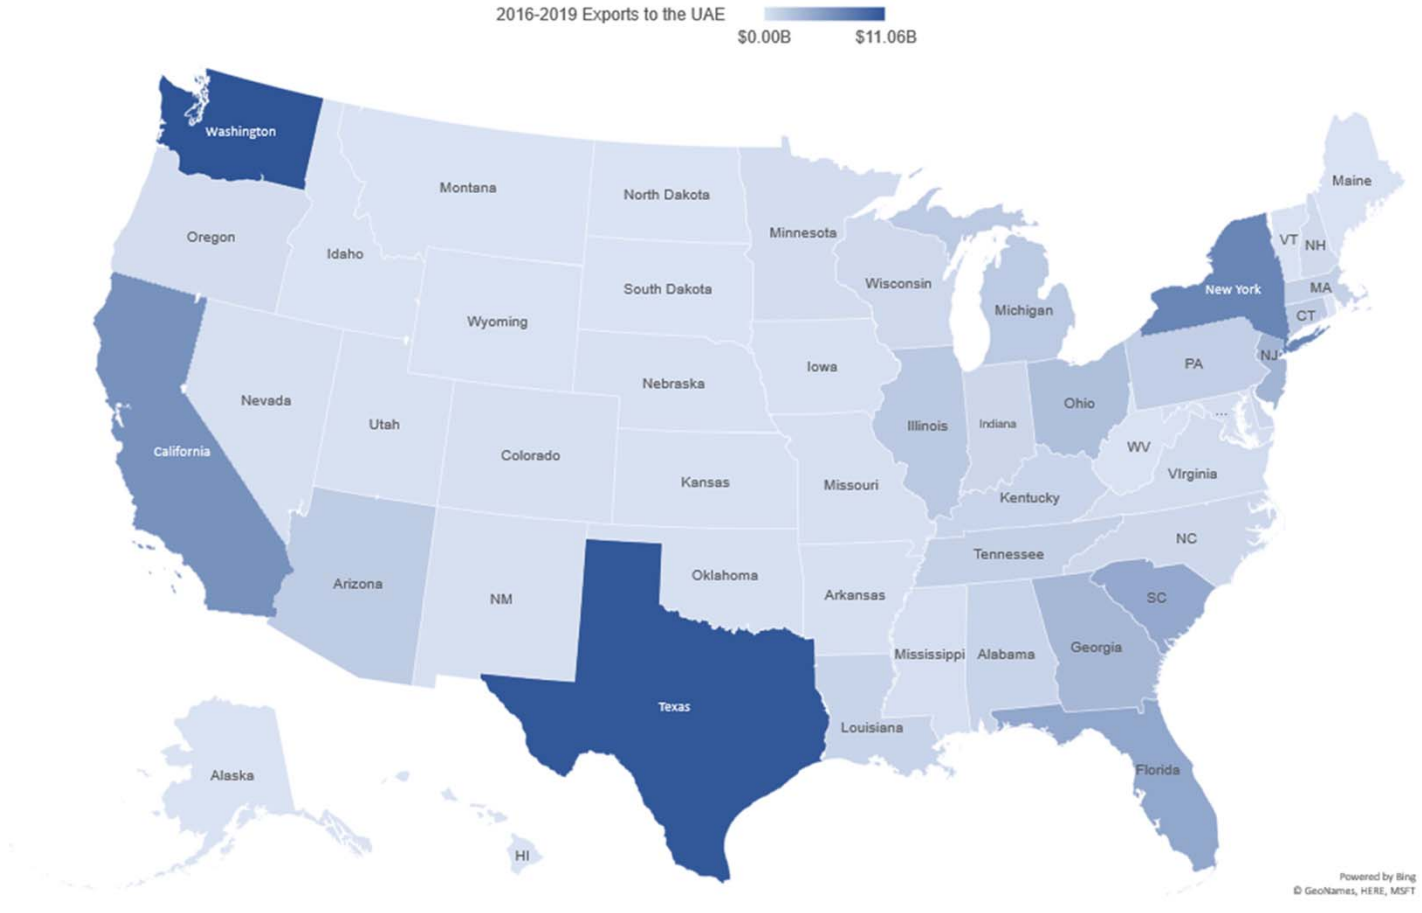 2016-2019 Exports to the UAE
$0.00B $11.06B
Washington
Montana
North Dakota
Minnesota
Maine
Oregon
Idaho
VT
NH
Wisconsin
South Dakota
New York
MA
Michigan
CT
Wyoming
NJ
PA
Iowa
Nebraska
Nevada
Ohio
...
Utah
Illinois
Indiana
California
Colorado
WV
VIrginia
Kansas
Missouri
Kentucky
NC
Tennessee
Arizona
Oklahoma
NM
Arkansas
SC
Georgia
Mississippi
Alabama
Texas
Louisiana
Florida
Alaska
HI
Powered by Bing
© GeoNames, HERE, MSFT